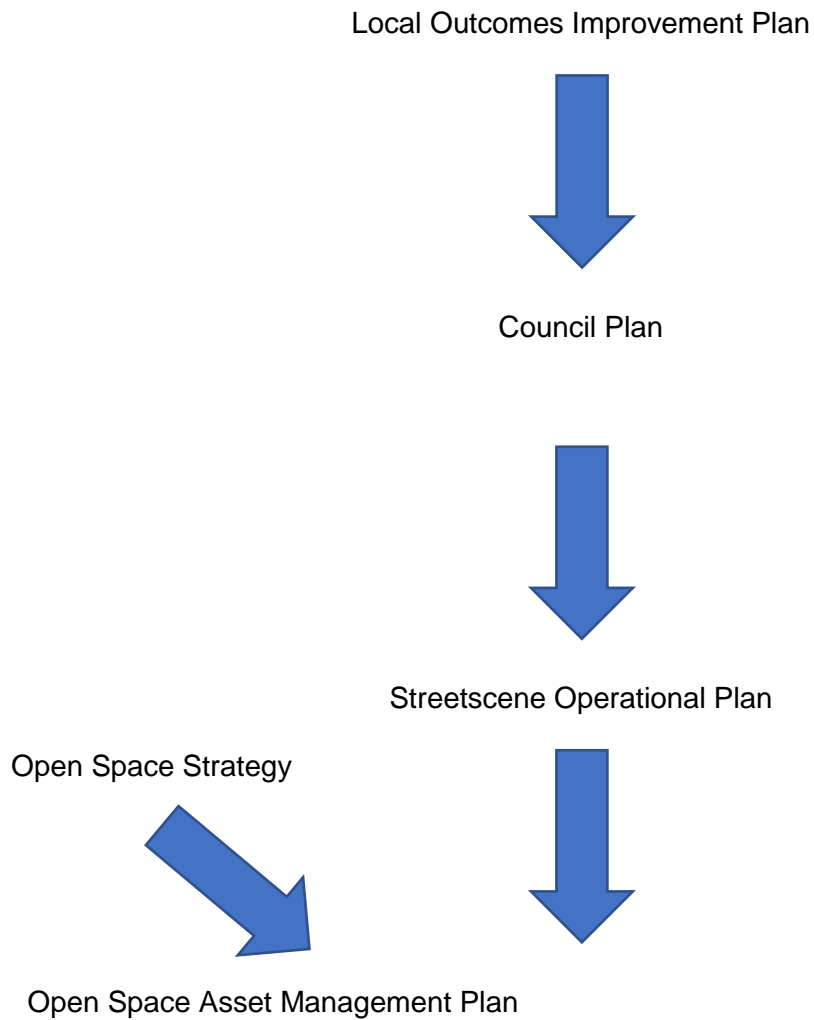 Local Outcomes Improvement Plan
Council Plan
Streetscene Operational Plan
Open Space Strategy
Open Space Asset Management Plan